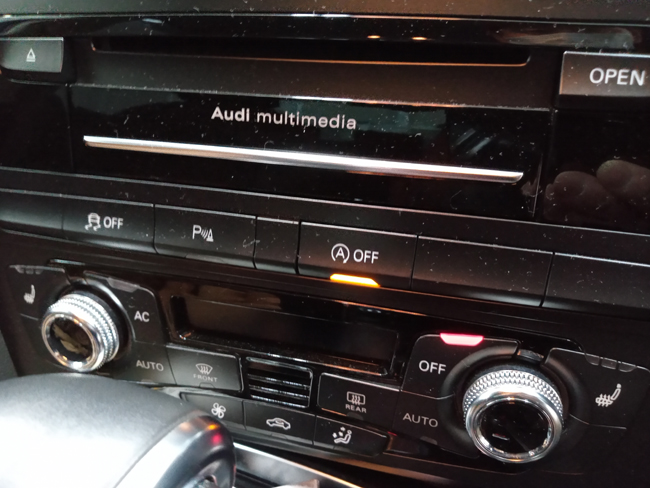 OPEN
Audi multimedia
OFF
P
A OFF
AC
AUTO
FRONT
REAR
OFF
AUTO